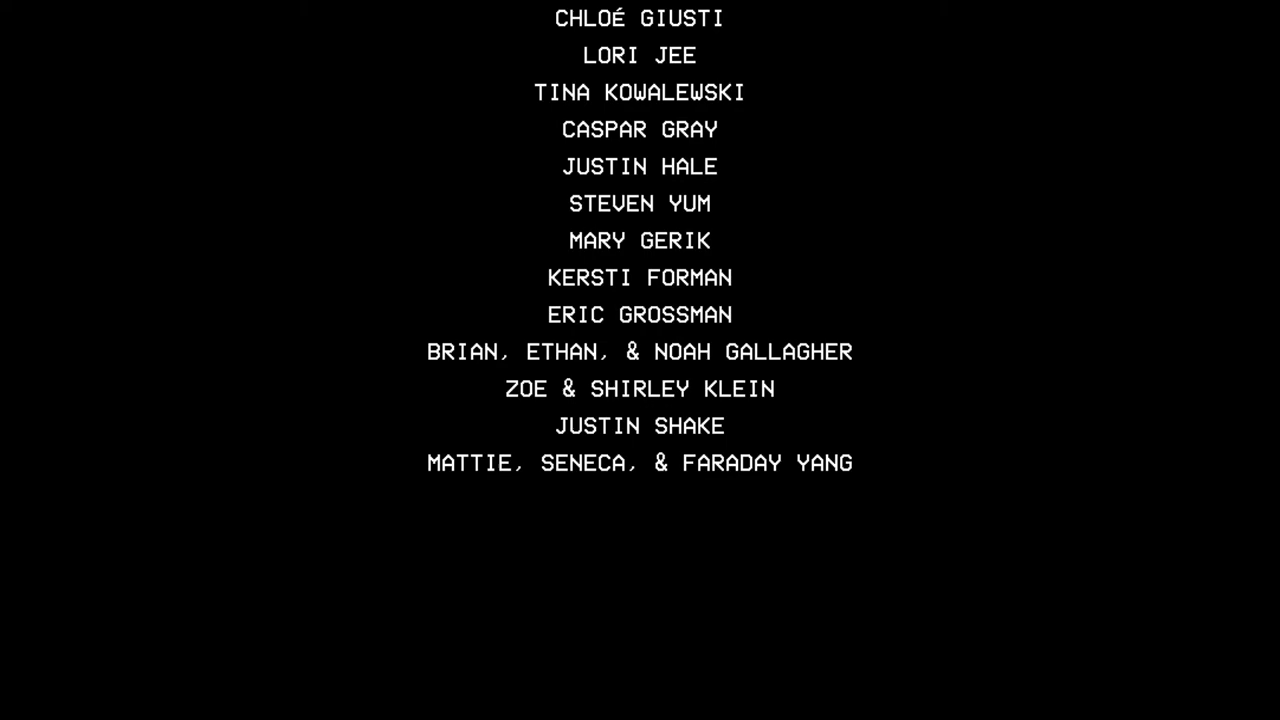 CHLOÉ GIUSTI
LORI JEE
TINA KOWALEWSKI
CASPAR GRAY
JUSTIN HALE
STEVEN YUM
MARY GERIK
KERSTI FORMAN
ERIC GROSSMAN
BRIAN, ETHAN, & NOAH GALLAGHER
ZOE & SHIRLEY KLEIN
JUSTIN SHAKE
MATTIE, SENECA, & FARADAY YANG